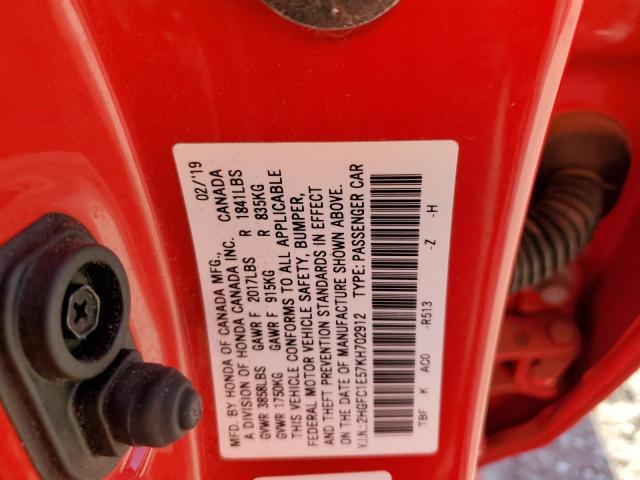 MFD. BY HONDA OF CANADA MFG., 02/'19
A DIVISION OF HONDA CANADA INC. CANADA
GVWR 3858LBS GAWR F 2017LBS R 1841LBS
GVWR 1750KG GAWR F 915KG R 835KG
THIS VEHICLE CONFORMS TO ALL APPLICABLE
FEDERAL MOTOR VEHICLE SAFETY, BUMPER,
AND THEFT PREVENTION STANDARDS IN EFFECT
ON THE DATE OF MANUFACTURE SHOWN ABOVE.
V.I.N.:2HGFC1E57KH702912 TYPE: PASSENGER CAR
TBF K AC0 -R513 -Z -H